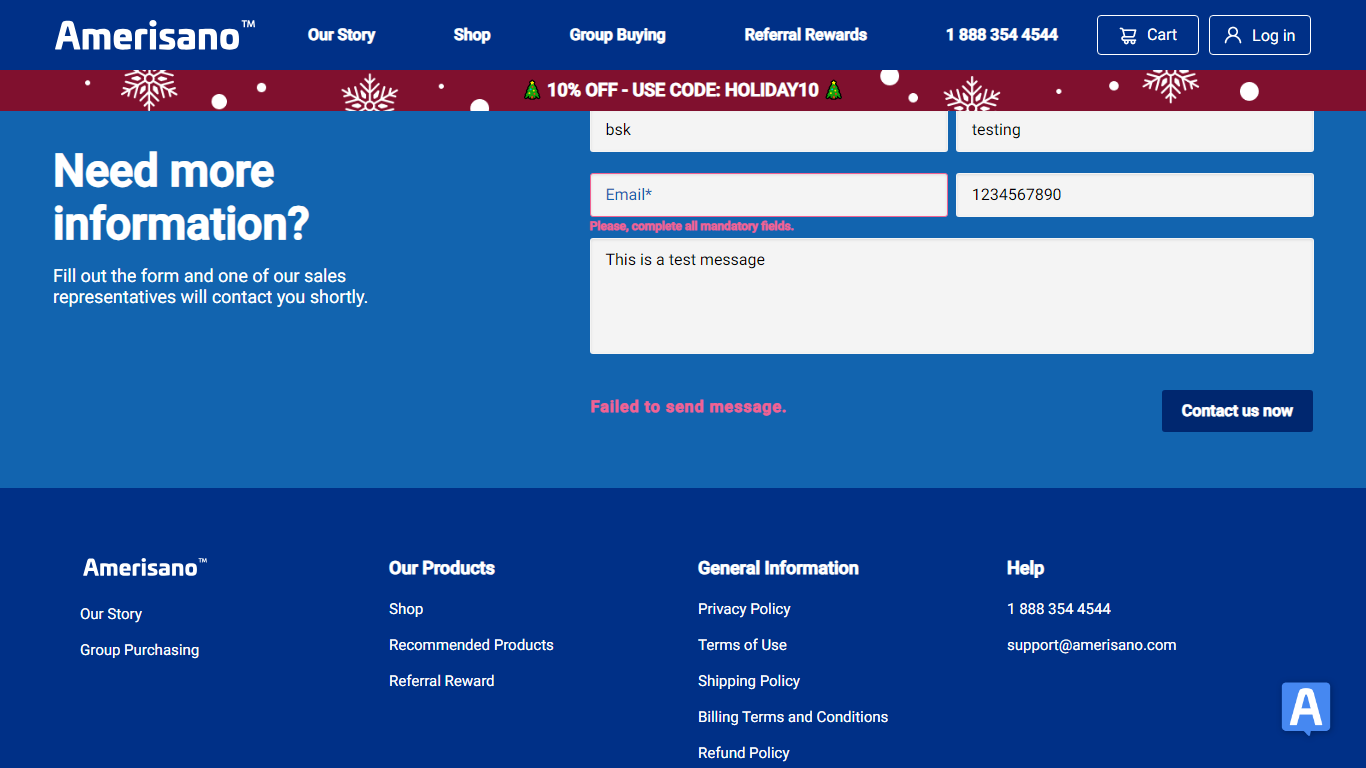 Amerisano™
Our Story
Shop
Group Buying
Referral Rewards
1 888 354 4544
Cart
Log in
10% OFF - USE CODE: HOLIDAY10
Need more
information?
Fill out the form and one of our sales
representatives will contact you shortly.
bsk
testing
Email*
1234567890
Please, complete all mandatory fields.
This is a test message
Failed to send message.
Contact us now
Amerisano™
Our Story
Group Purchasing
Our Products
Shop
Recommended Products
Referral Reward
General Information
Privacy Policy
Terms of Use
Shipping Policy
Billing Terms and Conditions
Refund Policy
Help
1 888 354 4544
support@amerisano.com
A